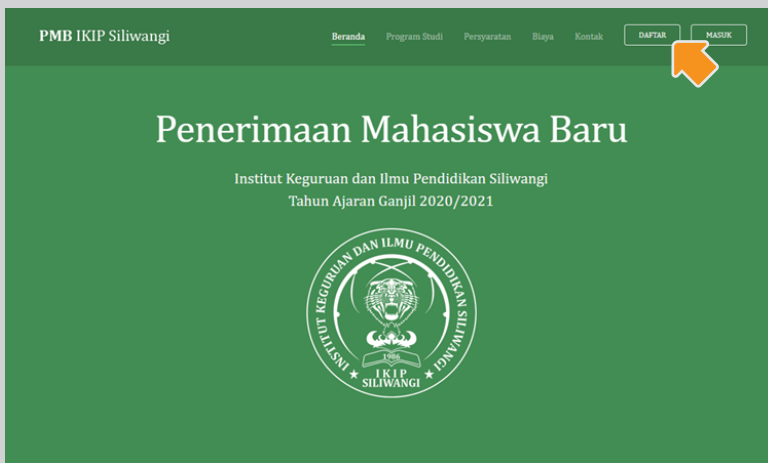 PMB IKIP Siliwangi
Beranda Program Studi Persyaratan Biaya Kontak DAFTAR MASUK
Penerimaan Mahasiswa Baru
Institut Keguruan dan Ilmu Pendidikan Siliwangi
Tahun Ajaran Ganjil 2020/2021
INSTITUT KEGURUAN DAN ILMU PENDIDIKAN SILIWANGI
1986
IKIP
SILIWANGI